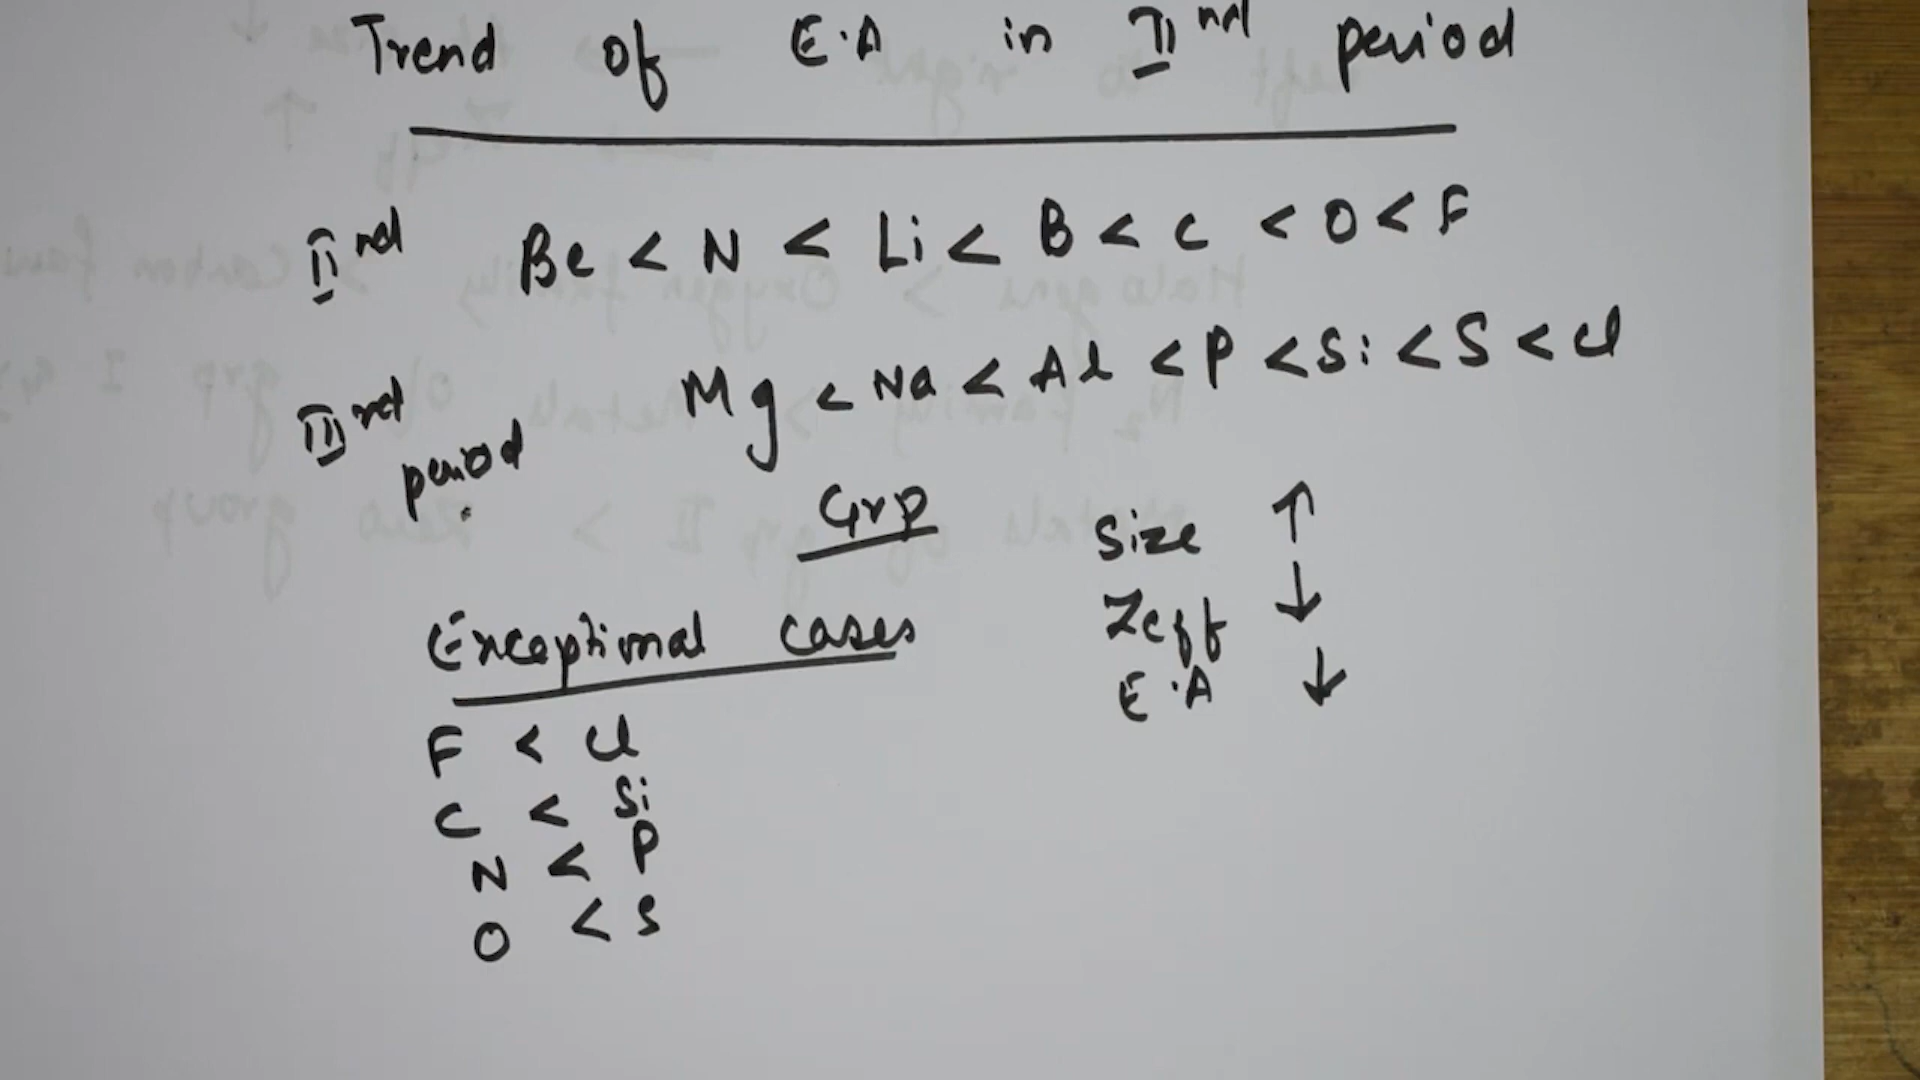 Trend of E.A in IInd period
IInd Be < N < Li < B < C < O < F
IIIrd period Mg < Na < Al < P < Si < S < Cl
Grp
Size ↑
Zeff ↓
E.A ↓
Exceptional cases
F < Cl
C < Si
N < P
O < S